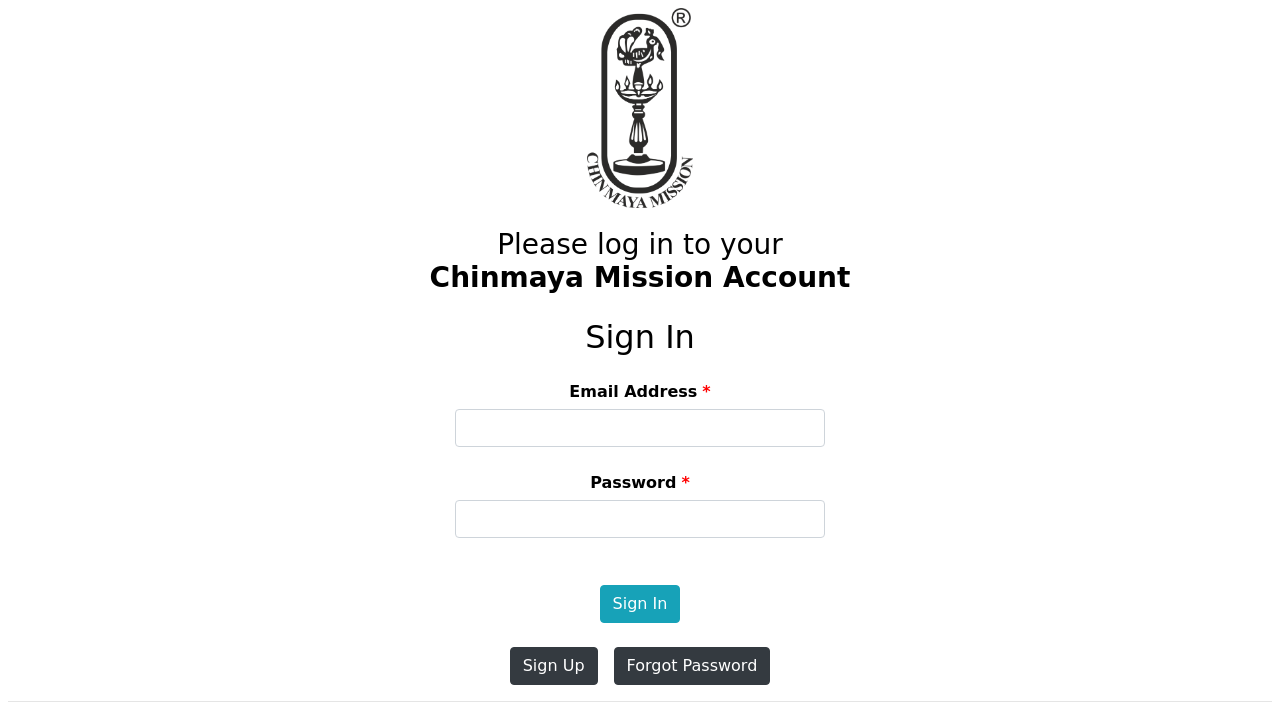 ®
CHINMAYA MISSION
Please log in to your
Chinmaya Mission Account
Sign In
Email Address *
Password *
Sign In
Sign Up Forgot Password